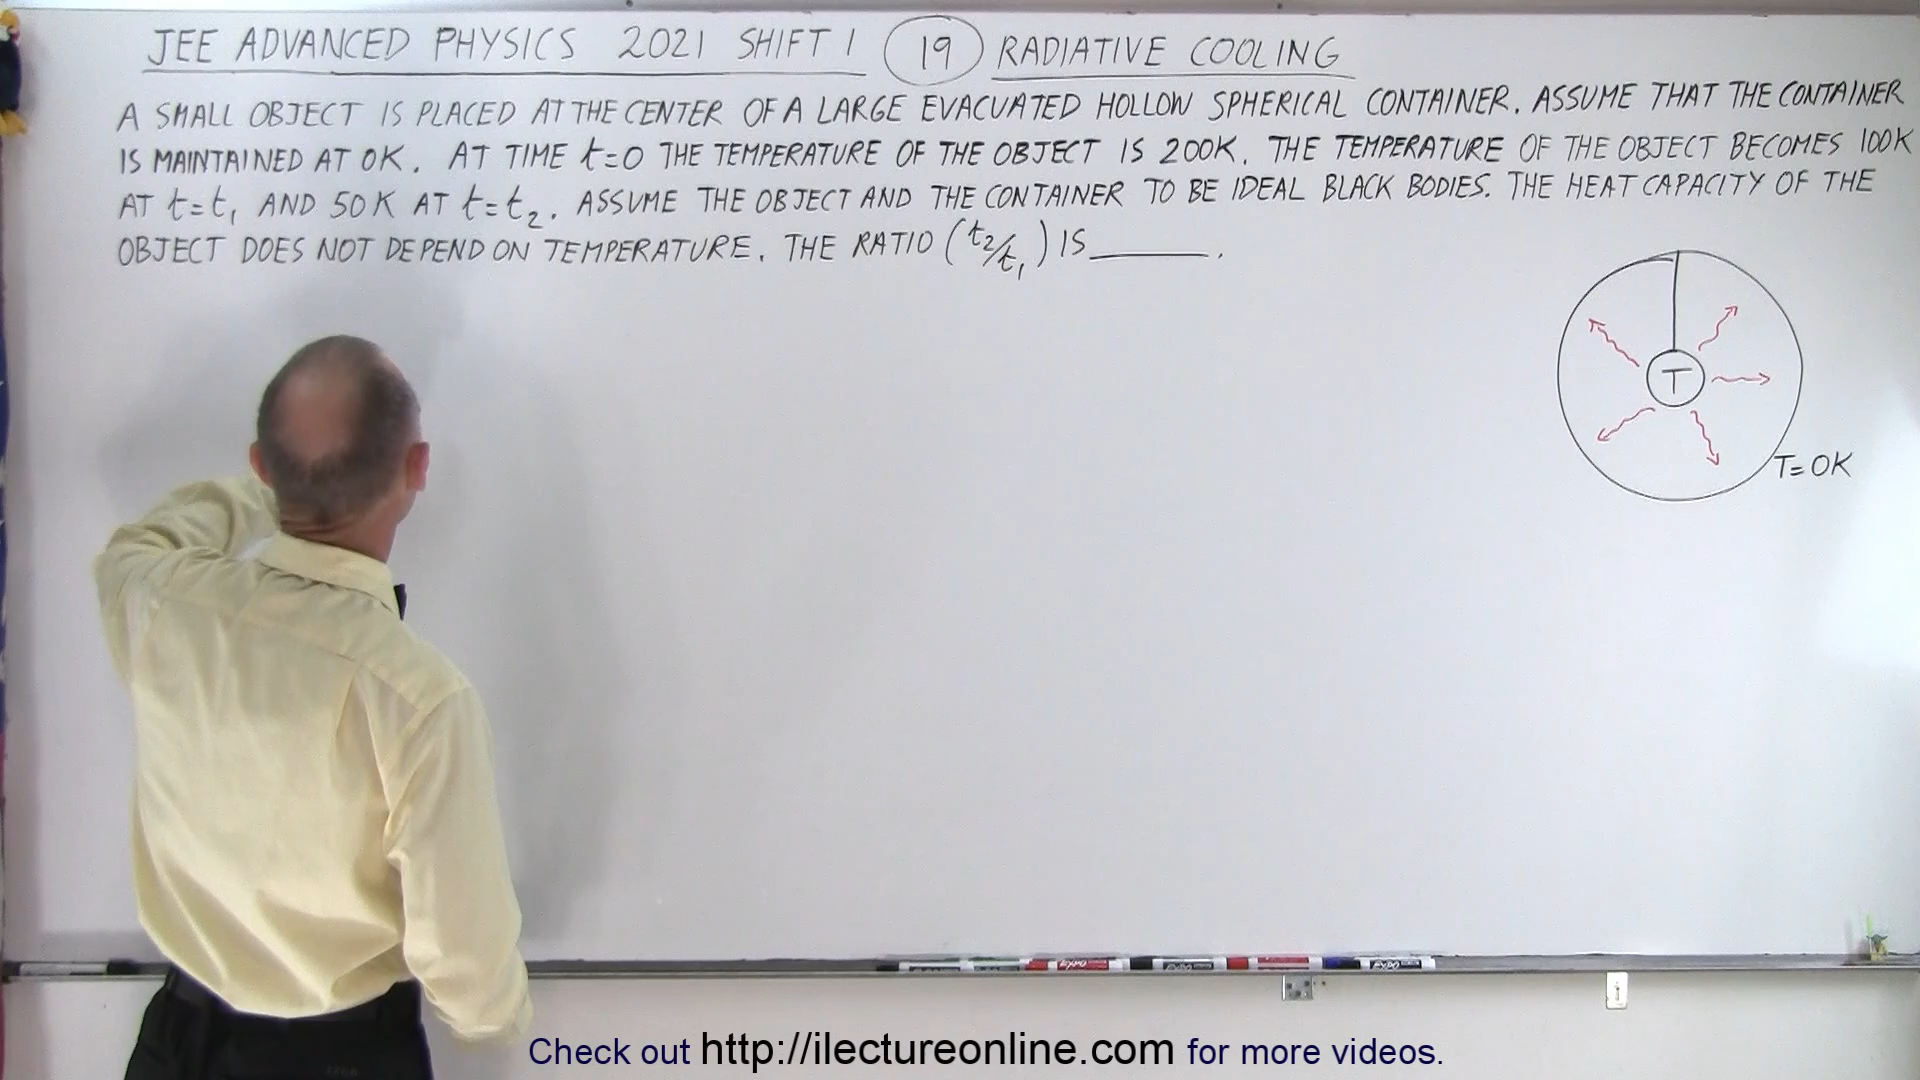 JEE ADVANCED PHYSICS 2021 SHIFT 1 19 RADIATIVE COOLING
A SMALL OBJECT IS PLACED AT THE CENTER OF A LARGE EVACUATED HOLLOW SPHERICAL CONTAINER. ASSUME THAT THE CONTAINER
IS MAINTAINED AT 0K. AT TIME t=0 THE TEMPERATURE OF THE OBJECT IS 200K. THE TEMPERATURE OF THE OBJECT BECOMES 100K
AT t=t₁ AND 50K AT t=t₂. ASSUME THE OBJECT AND THE CONTAINER TO BE IDEAL BLACK BODIES. THE HEAT CAPACITY OF THE
OBJECT DOES NOT DEPEND ON TEMPERATURE. THE RATIO (t₂/t₁) IS ______.
T
T=0K
EXPO
EXPO
EXPO
Check out http://ilectureonline.com for more videos.